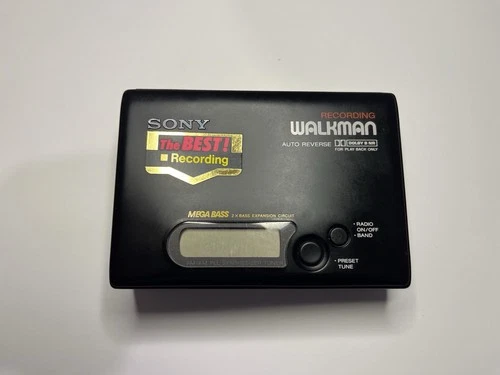 SONY
The BEST!
Recording
RECORDING
WALKMAN
AUTO REVERSE DOLBY B NR
FOR PLAY BACK ONLY
MEGA BASS
CIRCUIT
• RADIO
ON/OFF
• BAND
• PRESET
TUNE